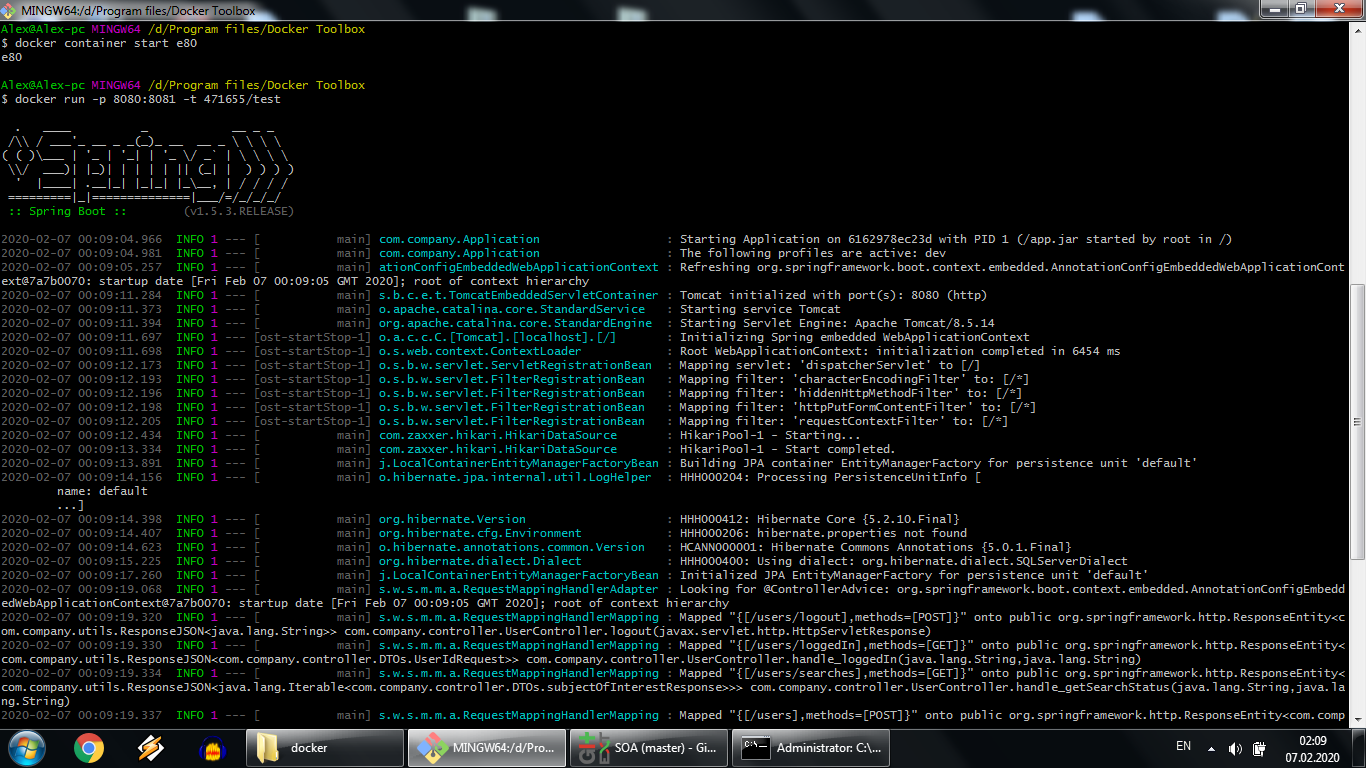 MINGW64:/d/Program files/Docker Toolbox
Alex@Alex-pc MINGW64 /d/Program files/Docker Toolbox
$ docker container start e80
e80
Alex@Alex-pc MINGW64 /d/Program files/Docker Toolbox
$ docker run -p 8080:8081 -t 471655/test
Spring
:: Spring Boot :: (v1.5.3.RELEASE)
2020-02-07 00:09:04.966 INFO 1 --- [ main] com.company.Application : Starting Application on 6162978ec23d with PID 1 (/app.jar started by root in /)
2020-02-07 00:09:04.981 INFO 1 --- [ main] com.company.Application : The following profiles are active: dev
2020-02-07 00:09:05.257 INFO 1 --- [ main] ationConfigEmbeddedWebApplicationContext : Refreshing org.springframework.boot.context.embedded.AnnotationConfigEmbeddedWebApplicationCont
ext@7a7b0070: startup date [Fri Feb 07 00:09:05 GMT 2020]; root of context hierarchy
2020-02-07 00:09:11.284 INFO 1 --- [ main] s.b.c.e.t.TomcatEmbeddedServletContainer : Tomcat initialized with port(s): 8080 (http)
2020-02-07 00:09:11.373 INFO 1 --- [ main] o.apache.catalina.core.StandardService : Starting service Tomcat
2020-02-07 00:09:11.394 INFO 1 --- [ main] org.apache.catalina.core.StandardEngine : Starting Servlet Engine: Apache Tomcat/8.5.14
2020-02-07 00:09:11.697 INFO 1 --- [ost-startStop-1] o.a.c.c.C.[Tomcat].[localhost].[/] : Initializing Spring embedded WebApplicationContext
2020-02-07 00:09:11.698 INFO 1 --- [ost-startStop-1] o.s.web.context.ContextLoader : Root WebApplicationContext: initialization completed in 6454 ms
2020-02-07 00:09:12.173 INFO 1 --- [ost-startStop-1] o.s.b.w.servlet.ServletRegistrationBean : Mapping servlet: 'dispatcherServlet' to [/]
2020-02-07 00:09:12.193 INFO 1 --- [ost-startStop-1] o.s.b.w.servlet.FilterRegistrationBean : Mapping filter: 'characterEncodingFilter' to: [/*]
2020-02-07 00:09:12.196 INFO 1 --- [ost-startStop-1] o.s.b.w.servlet.FilterRegistrationBean : Mapping filter: 'hiddenHttpMethodFilter' to: [/*]
2020-02-07 00:09:12.198 INFO 1 --- [ost-startStop-1] o.s.b.w.servlet.FilterRegistrationBean : Mapping filter: 'httpPutFormContentFilter' to: [/*]
2020-02-07 00:09:12.205 INFO 1 --- [ost-startStop-1] o.s.b.w.servlet.FilterRegistrationBean : Mapping filter: 'requestContextFilter' to: [/*]
2020-02-07 00:09:12.434 INFO 1 --- [ main] com.zaxxer.hikari.HikariDataSource : HikariPool-1 - Starting...
2020-02-07 00:09:13.334 INFO 1 --- [ main] com.zaxxer.hikari.HikariDataSource : HikariPool-1 - Start completed.
2020-02-07 00:09:13.891 INFO 1 --- [ main] j.LocalContainerEntityManagerFactoryBean : Building JPA container EntityManagerFactory for persistence unit 'default'
2020-02-07 00:09:14.156 INFO 1 --- [ main] o.hibernate.jpa.internal.util.LogHelper : HHH000204: Processing PersistenceUnitInfo [
name: default
...]
2020-02-07 00:09:14.398 INFO 1 --- [ main] org.hibernate.Version : HHH000412: Hibernate Core {5.2.10.Final}
2020-02-07 00:09:14.407 INFO 1 --- [ main] org.hibernate.cfg.Environment : HHH000206: hibernate.properties not found
2020-02-07 00:09:14.623 INFO 1 --- [ main] o.hibernate.annotations.common.Version : HCANN000001: Hibernate Commons Annotations {5.0.1.Final}
2020-02-07 00:09:15.225 INFO 1 --- [ main] org.hibernate.dialect.Dialect : HHH000400: Using dialect: org.hibernate.dialect.SQLServerDialect
2020-02-07 00:09:17.260 INFO 1 --- [ main] j.LocalContainerEntityManagerFactoryBean : Initialized JPA EntityManagerFactory for persistence unit 'default'
2020-02-07 00:09:19.068 INFO 1 --- [ main] s.w.s.m.m.a.RequestMappingHandlerAdapter : Looking for @ControllerAdvice: org.springframework.boot.context.embedded.AnnotationConfigEmbedd
edWebApplicationContext@7a7b0070: startup date [Fri Feb 07 00:09:05 GMT 2020]; root of context hierarchy
2020-02-07 00:09:19.320 INFO 1 --- [ main] s.w.s.m.m.a.RequestMappingHandlerMapping : Mapped "{[/users/logout],methods=[POST]}" onto public org.springframework.http.ResponseEntity<c
om.company.utils.ResponseJSON<java.lang.String>> com.company.controller.UserController.logout(javax.servlet.http.HttpServletResponse)
2020-02-07 00:09:19.330 INFO 1 --- [ main] s.w.s.m.m.a.RequestMappingHandlerMapping : Mapped "{[/users/loggedIn],methods=[GET]}" onto public org.springframework.http.ResponseEntity<
com.company.utils.ResponseJSON<com.company.controller.DTOs.UserIdRequest>> com.company.controller.UserController.handle_loggedIn(java.lang.String,java.lang.String)
2020-02-07 00:09:19.334 INFO 1 --- [ main] s.w.s.m.m.a.RequestMappingHandlerMapping : Mapped "{[/users/searches],methods=[GET]}" onto public org.springframework.http.ResponseEntity<
com.company.utils.ResponseJSON<java.lang.Iterable<com.company.controller.DTOs.subjectOfInterestResponse>>> com.company.controller.UserController.handle_getSearchStatus(java.lang.String,java.la
ng.String)
2020-02-07 00:09:19.337 INFO 1 --- [ main] s.w.s.m.m.a.RequestMappingHandlerMapping : Mapped "{[/users],methods=[POST]}" onto public org.springframework.http.ResponseEntity<com.comp
docker
MINGW64:/d/Pro...
SOA (master) - Gi...
Administrator: C:\...
EN
02:09
07.02.2020